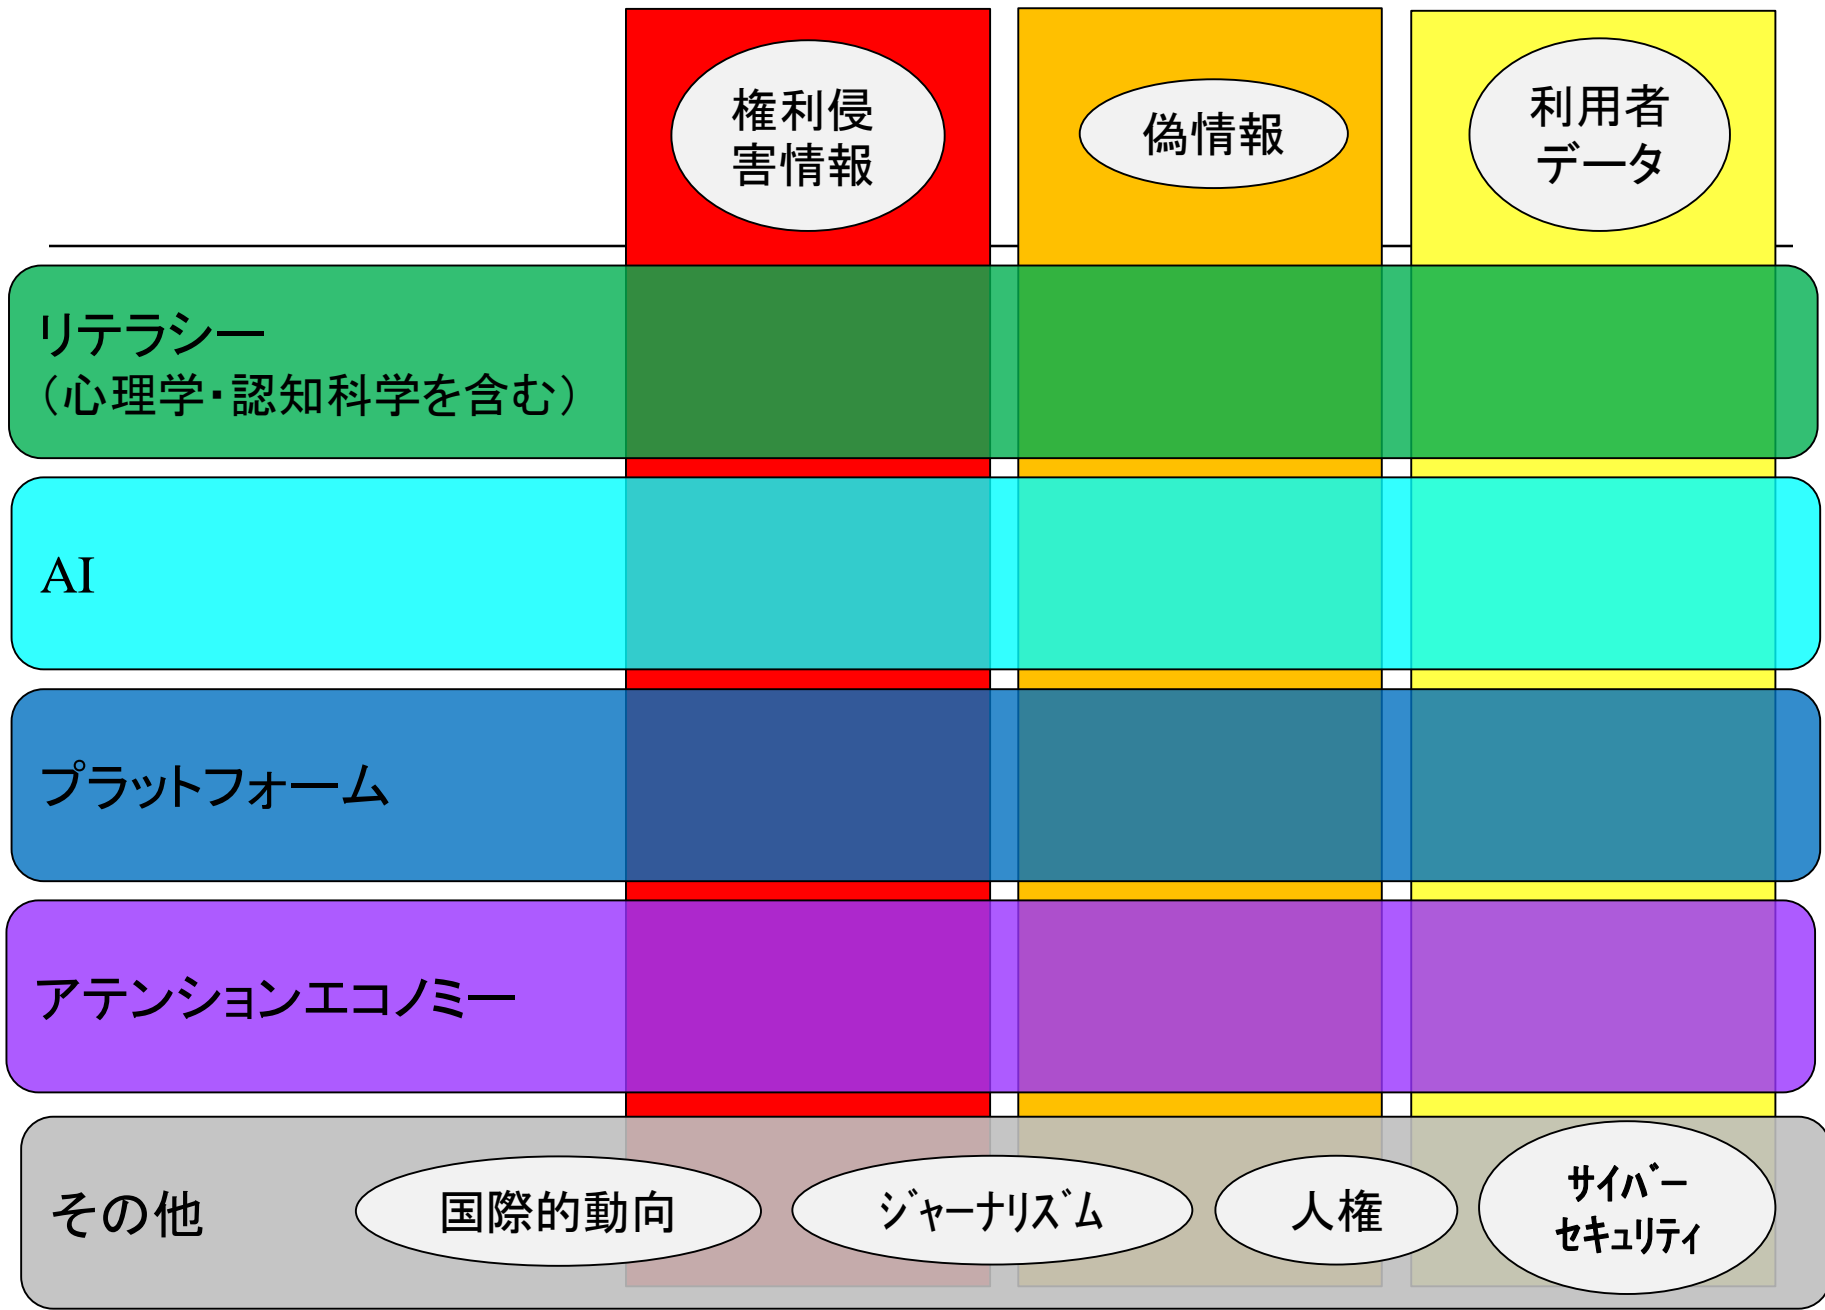 権利侵
害情報
偽情報
利用者
データ
リテラシー
（心理学・認知科学を含む）
AI
プラットフォーム
アテンションエコノミー
その他
国際的動向
ｼﾞｬｰﾅﾘｽﾞﾑ
人権
ｻｲﾊﾞｰ
ｾｷｭﾘﾃｨ